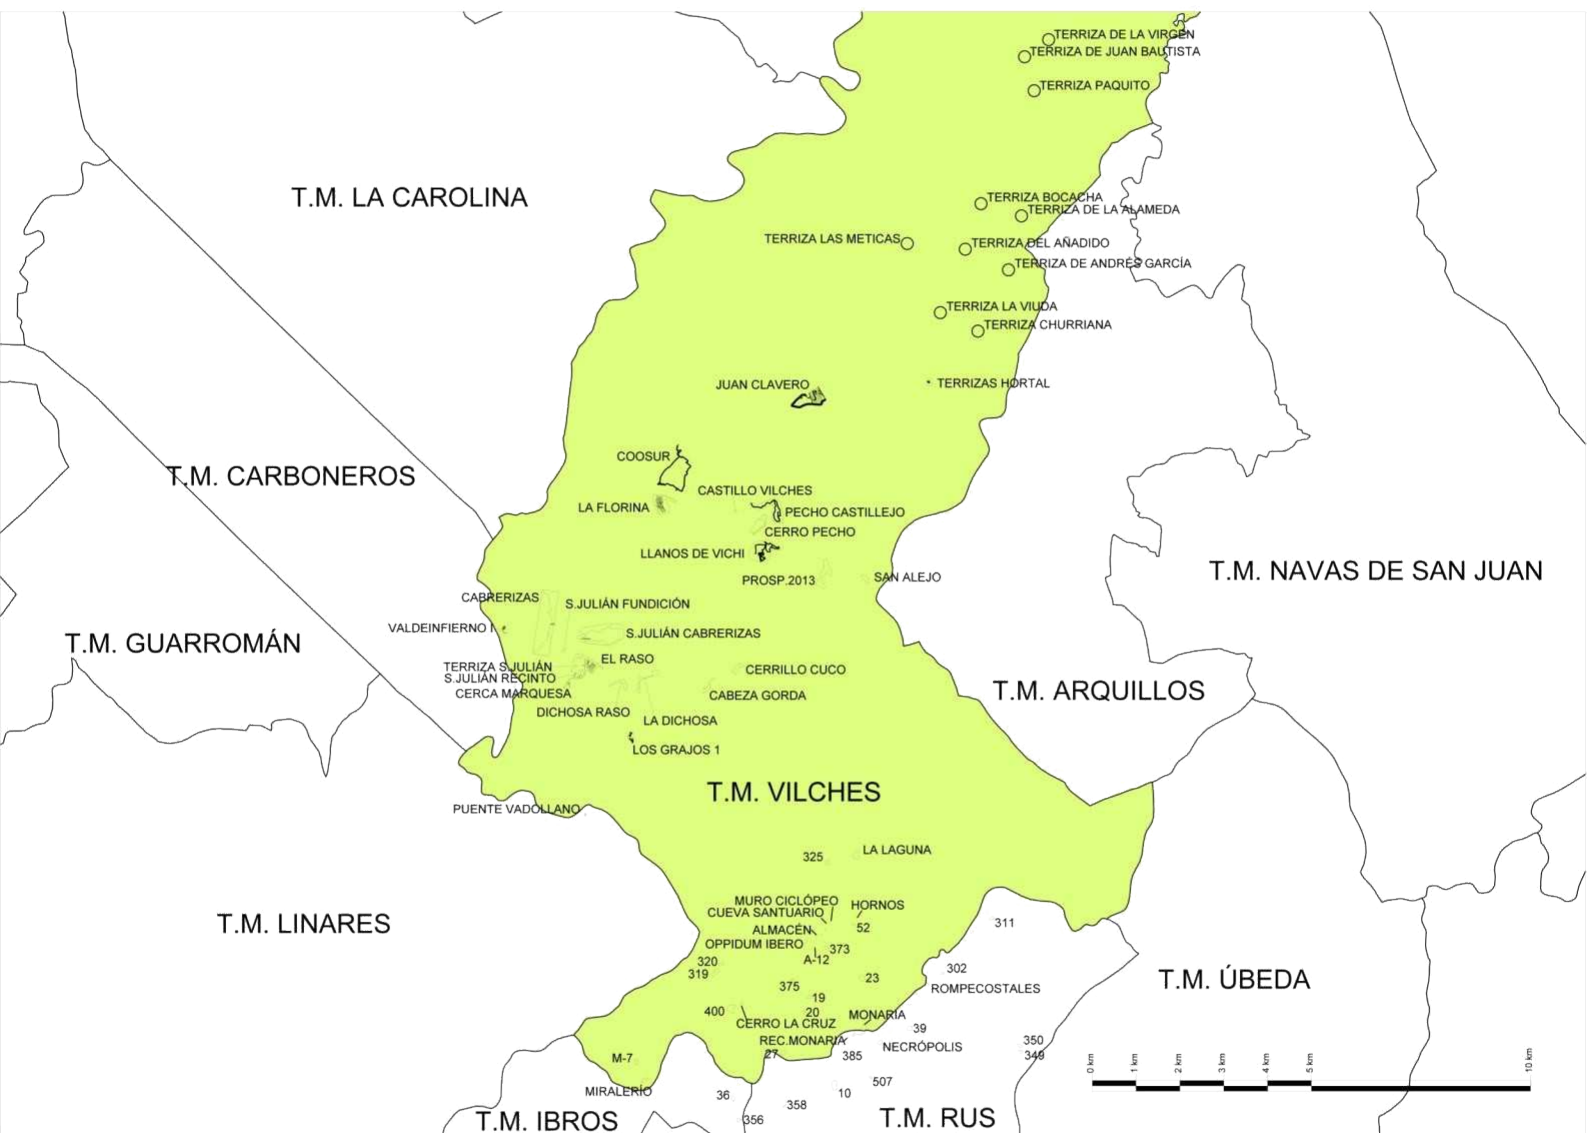 TERRIZA DE LA VIRGEN
TERRIZA DE JUAN BAUTISTA
TERRIZA PAQUITO
T.M. LA CAROLINA
TERRIZA BOCACHA
TERRIZA DE LA ALAMEDA
TERRIZA LAS METICAS
TERRIZA DEL AÑADIDO
TERRIZA DE ANDRÉS GARCÍA
TERRIZA LA VIUDA
TERRIZA CHURRIANA
JUAN CLAVERO
TERRIZAS HORTAL
COOSUR
T.M. CARBONEROS
CASTILLO VILCHES
LA FLORINA
PECHO CASTILLEJO
CERRO PECHO
LLANOS DE VICHI
T.M. NAVAS DE SAN JUAN
PROSP.2013
SAN ALEJO
CABRERIZAS
S.JULIÁN FUNDICIÓN
VALDEINFIERNO I
S.JULIÁN CABRERIZAS
T.M. GUARROMÁN
EL RASO
TERRIZA S.JULIÁN
CERRILLO CUCO
S.JULIÁN RECINTO
CERCA MARQUESA
CABEZA GORDA
T.M. ARQUILLOS
DICHOSA RASO
LA DICHOSA
LOS GRAJOS 1
T.M. VILCHES
PUENTE VADOLLANO
325
LA LAGUNA
MURO CICLÓPEO
HORNOS
CUEVA SANTUARIO
T.M. LINARES
311
ALMACÉN
52
OPPIDUM IBERO
373
A-12
320
302
319
23
T.M. ÚBEDA
375
ROMPECOSTALES
19
400
20
MONARIA
CERRO LA CRUZ
39
REC.MONARIA
350
NECRÓPOLIS
27
385
349
M-7
0 km
1 km
2 km
3 km
4 km
5 km
10 km
507
MIRALERÍO
36
10
358
T.M. IBROS
356
T.M. RUS